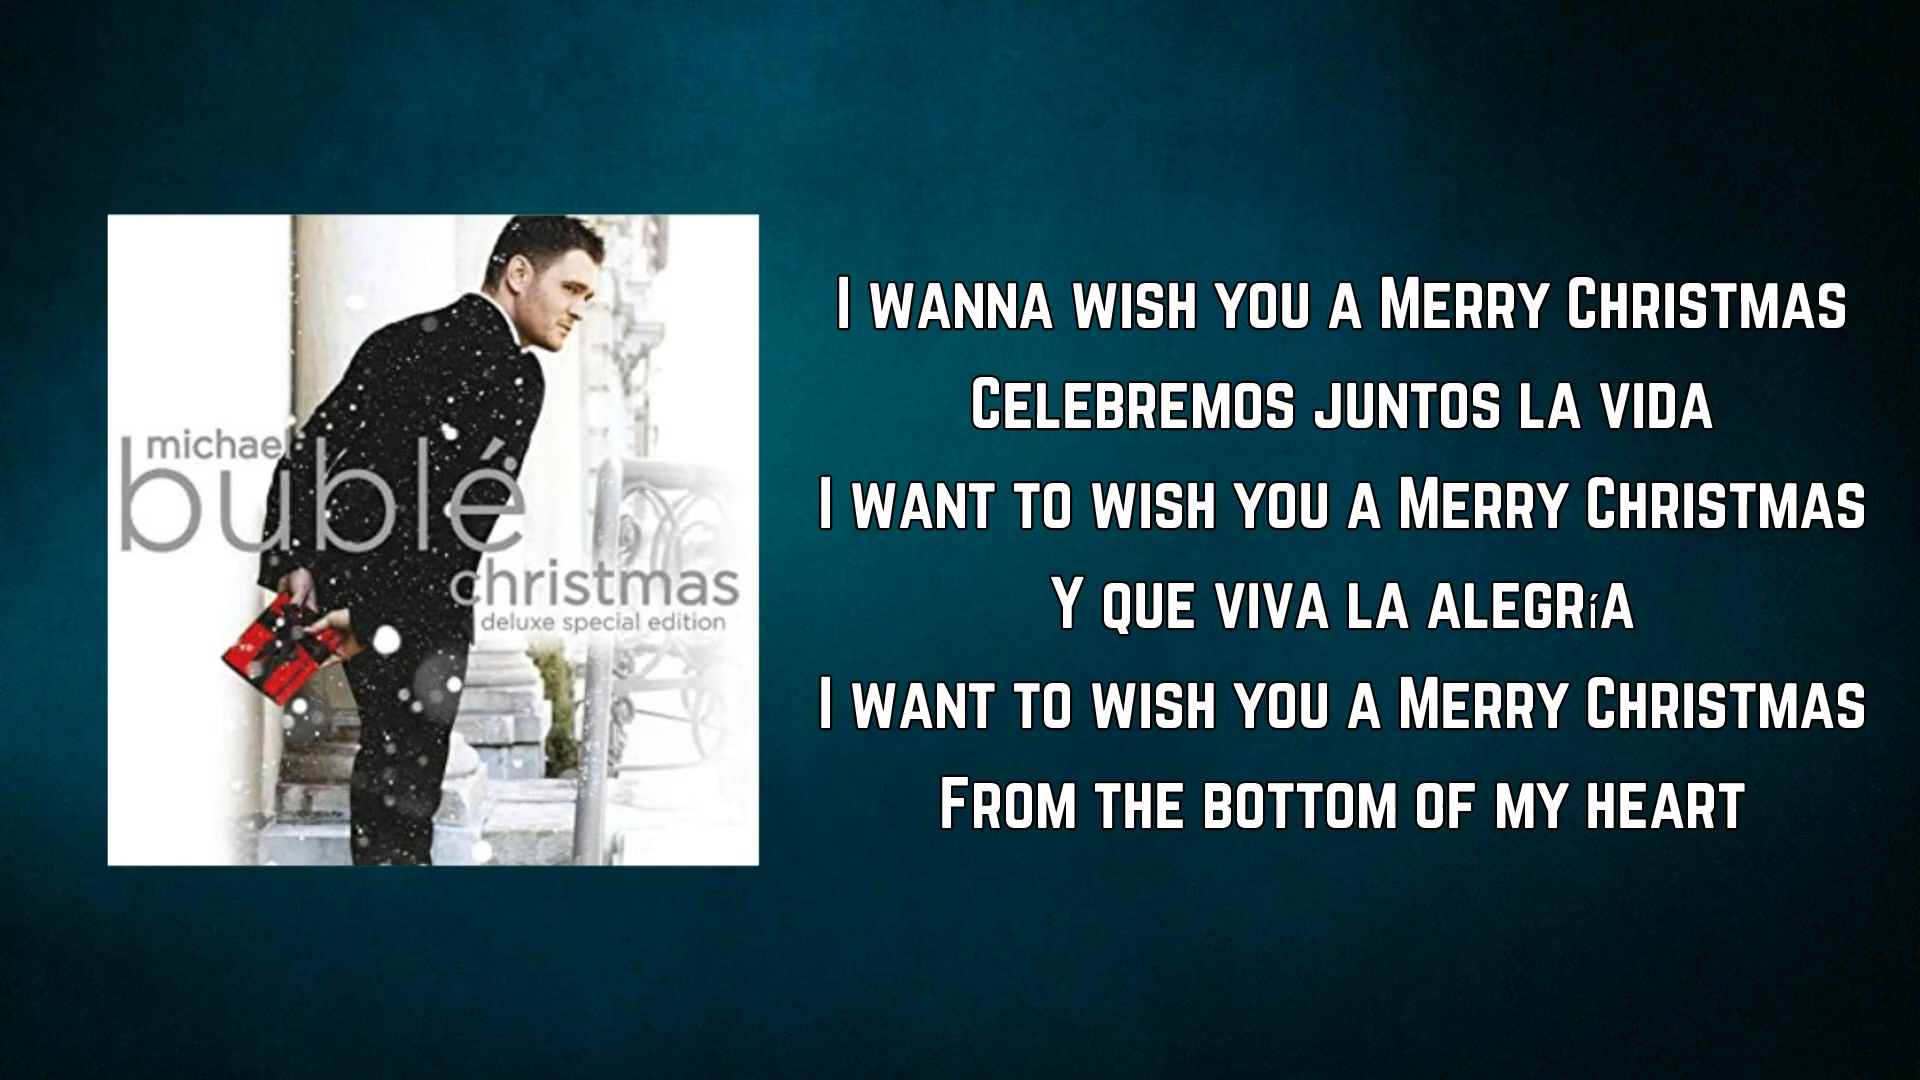 michael
bublé
christmas
deluxe special edition
I wanna wish you a Merry Christmas
Celebremos juntos la vida
I want to wish you a Merry Christmas
Y que viva la alegría
I want to wish you a Merry Christmas
From the bottom of my heart